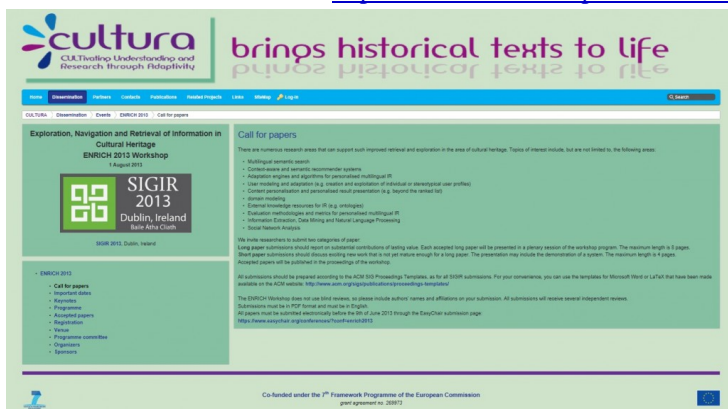 cultura
CULTivating Understanding and
Research through Adaptivity
brings historical texts to life
Home Dissemination Partners Contacts Publications Related Projects Links SiteMap Log in
Search
CULTURA Dissemination Events ENRICH 2013 Call for papers
Exploration, Navigation and Retrieval of Information in
Cultural Heritage
ENRICH 2013 Workshop
1 August 2013
SIGIR
2013
Dublin, Ireland
Baile Átha Cliath
SIGIR 2013, Dublin, Ireland
ENRICH 2013
Call for papers
Important dates
Keynotes
Programme
Accepted papers
Registration
Venue
Programme committee
Organizers
Sponsors
Call for papers
There are numerous research areas that can support such improved retrieval and exploration in the area of cultural heritage. Topics of interest include, but are not limited to, the following areas:
Multilingual semantic search
Context-aware and semantic recommender systems
Adaptation engines and algorithms for personalised multilingual IR
User modeling and adaptation (e.g. creation and exploitation of individual or stereotypical user profiles)
Content personalization and personalised result presentation (e.g. beyond the ranked list)
domain modeling
External knowledge resources for IR (e.g. ontologies)
Evaluation methodologies and metrics for personalised multilingual IR
Information Extraction, Data Mining and Natural Language Processing
Social Network Analysis
We invite researchers to submit two categories of paper:
Long paper submissions should report on substantial contributions of lasting value. Each accepted long paper will be presented in a plenary session of the workshop program. The maximum length is 8 pages.
Short paper submissions should discuss exciting new work that is not yet mature enough for a long paper. The presentation may include the demonstration of a system. The maximum length is 4 pages.
Accepted papers will be published in the proceedings of the workshop.
All submissions should be prepared according to the ACM SIG Proceedings Templates, as for all SIGIR submissions. For your convenience, you can use the templates for Microsoft Word or LaTeX that have been made
available on the ACM website: http://www.acm.org/sigs/publications/proceedings-templates/
The ENRICH Workshop does not use blind reviews, so please include authors' names and affiliations on your submission. All submissions will receive several independent reviews.
Submissions must be in PDF format and must be in English.
All papers must be submitted electronically before the 9th of June 2013 through the EasyChair submission page:
https://www.easychair.org/conferences/?conf=enrich2013
Co-funded under the 7th Framework Programme of the European Commission
grant agreement no. 269973